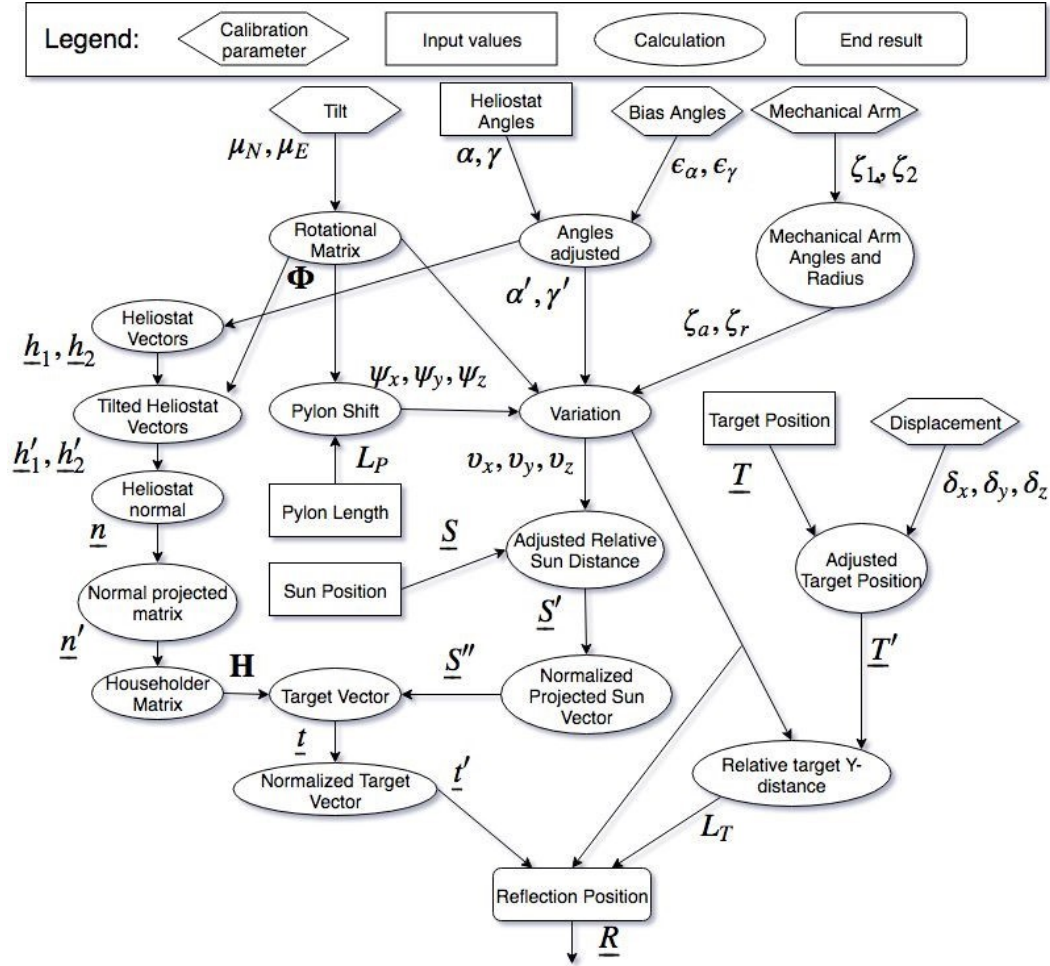 Legend:
Calibration
parameter
Input values
Calculation
End result
Tilt
Heliostat
Angles
Bias Angles
Mechanical Arm
μ_N, μ_E
α, γ
ϵ_α, ϵ_γ
ζ_1, ζ_2
Rotational
Matrix
Φ
Angles
adjusted
α′, γ′
Mechanical Arm
Angles and
Radius
ζ_a, ζ_r
Heliostat
Vectors
h_1, h_2
Tilted Heliostat
Vectors
h′_1, h′_2
Pylon Shift
ψ_x, ψ_y, ψ_z
L_P
Pylon Length
Variation
υ_x, υ_y, υ_z
Target Position
T
Displacement
δ_x, δ_y, δ_z
Heliostat
normal
n
Sun Position
S
Adjusted Relative
Sun Distance
S′
Adjusted
Target Position
T′
Normal projected
matrix
n′
Householder
Matrix
H
Target Vector
t
S″
Normalized
Projected Sun
Vector
Normalized Target
Vector
t′
Relative target Y-
distance
L_T
Reflection Position
R